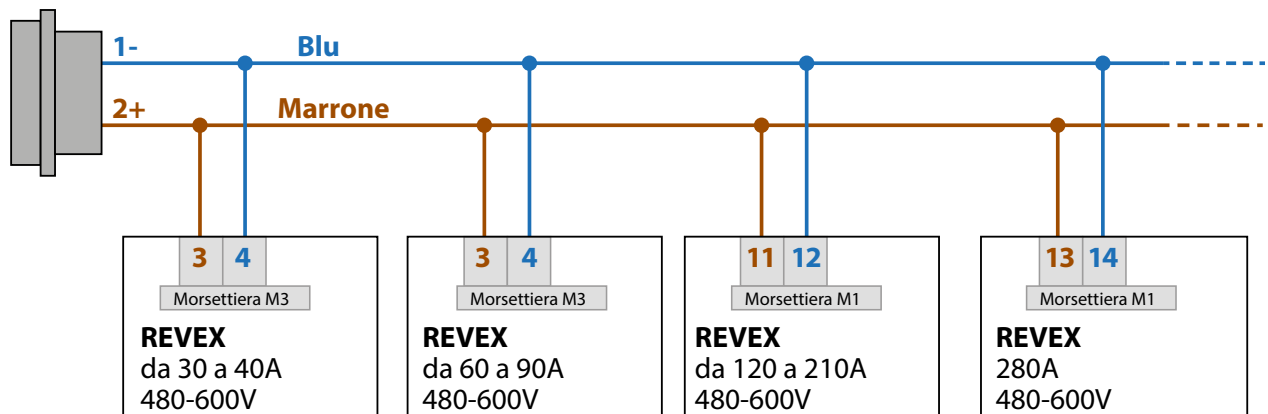 1- Blu
2+ Marrone
3 4
Morsettiera M3
REVEX
da 30 a 40A
480-600V
3 4
Morsettiera M3
REVEX
da 60 a 90A
480-600V
11 12
Morsettiera M1
REVEX
da 120 a 210A
480-600V
13 14
Morsettiera M1
REVEX
280A
480-600V